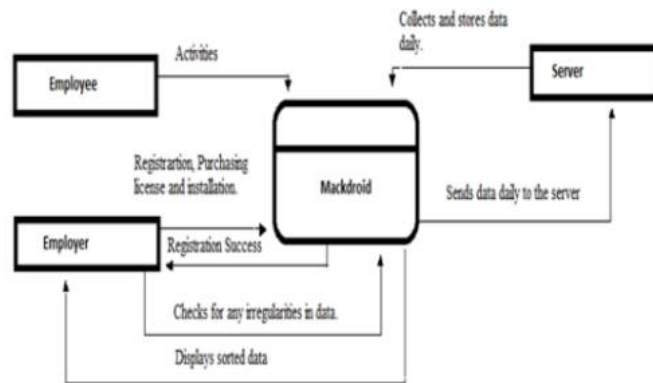 Collects and stores data
daily.
Activities
Employee
Server
Registrartion, Purchasing
license and installation.
Mackdroid
Sends data daily to the server
Employer
Registration Success
Checks for any irregularities in data.
Displays sorted data